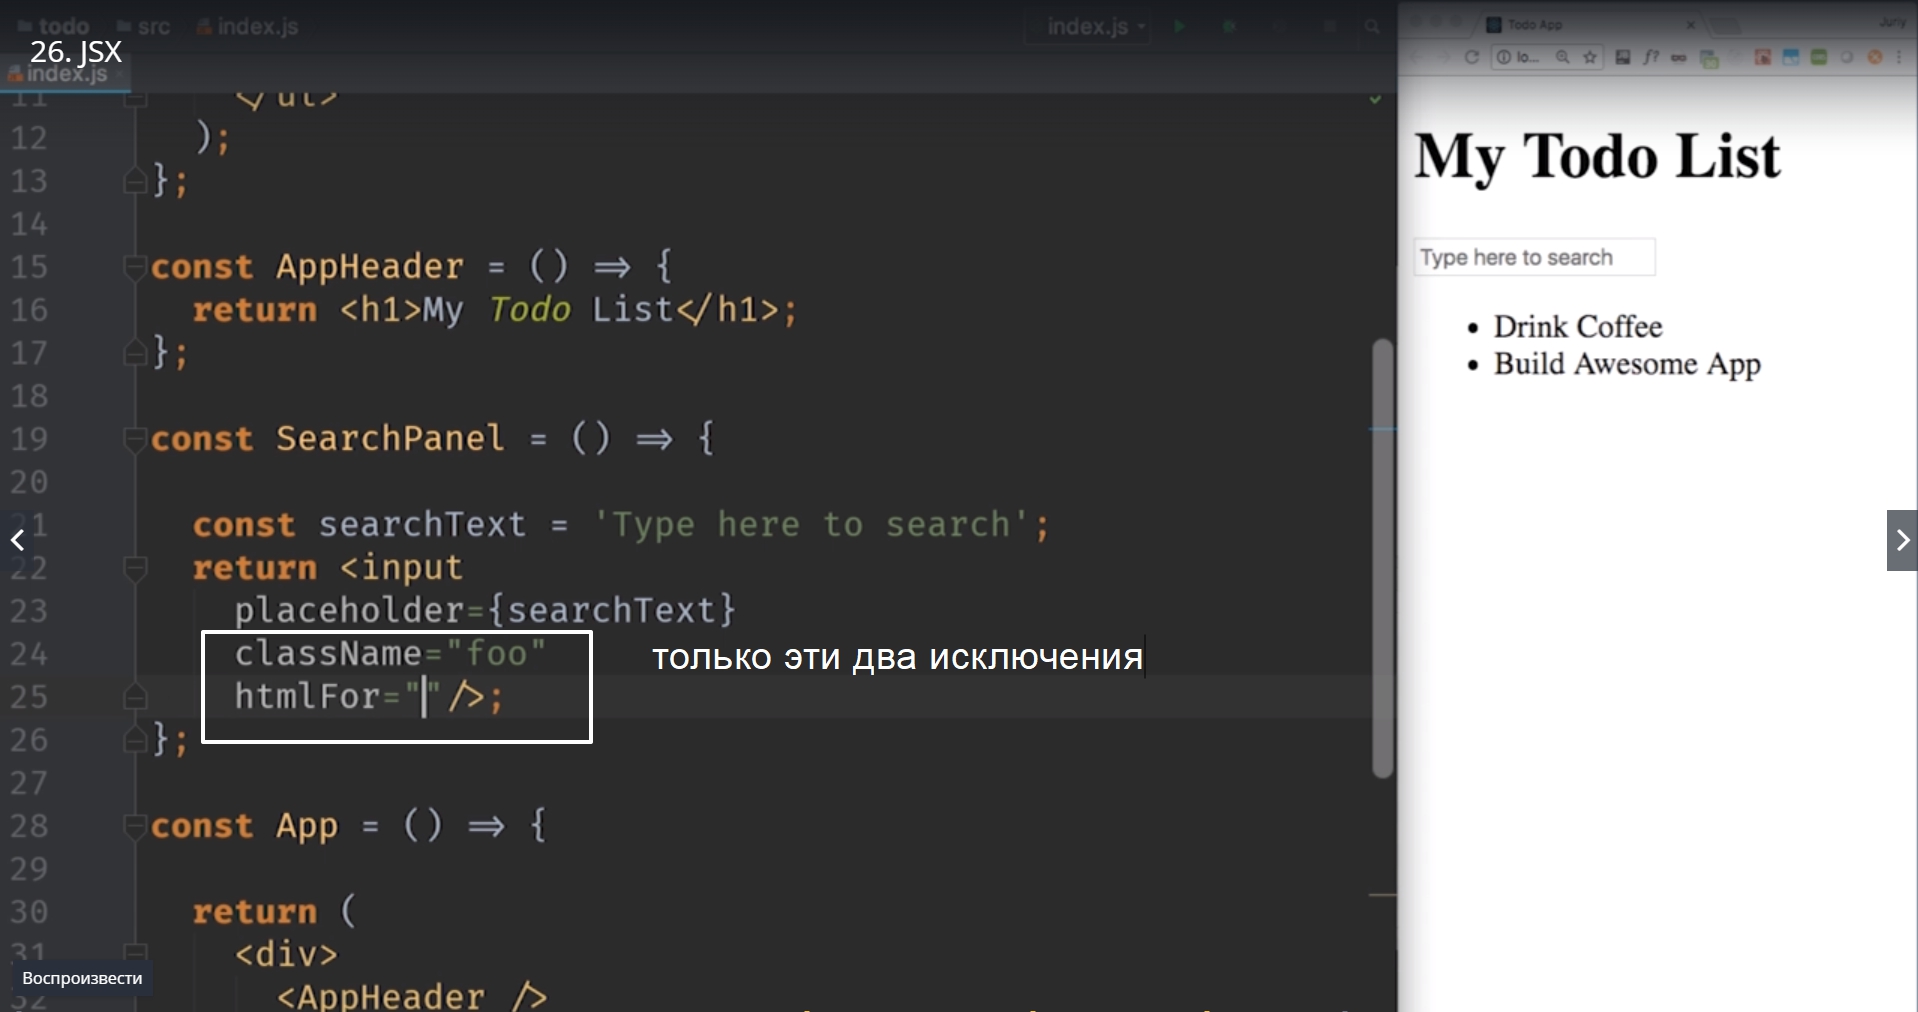 todo src index.js index.js
26. JSX
index.js
11 </ul>
12 );
13 };
14
15 const AppHeader = () => {
16 return <h1>My Todo List</h1>;
17 };
18
19 const SearchPanel = () => {
20
21 const searchText = 'Type here to search';
22 return <input
23 placeholder={searchText}
24 className="foo"
25 htmlFor="" />;
26 };
27
28 const App = () => {
29
30 return (
31 <div>
32 <AppHeader />
только эти два исключения
Воспроизвести
Todo App
Juriy
lo... f?
My Todo List
Type here to search
• Drink Coffee
• Build Awesome App